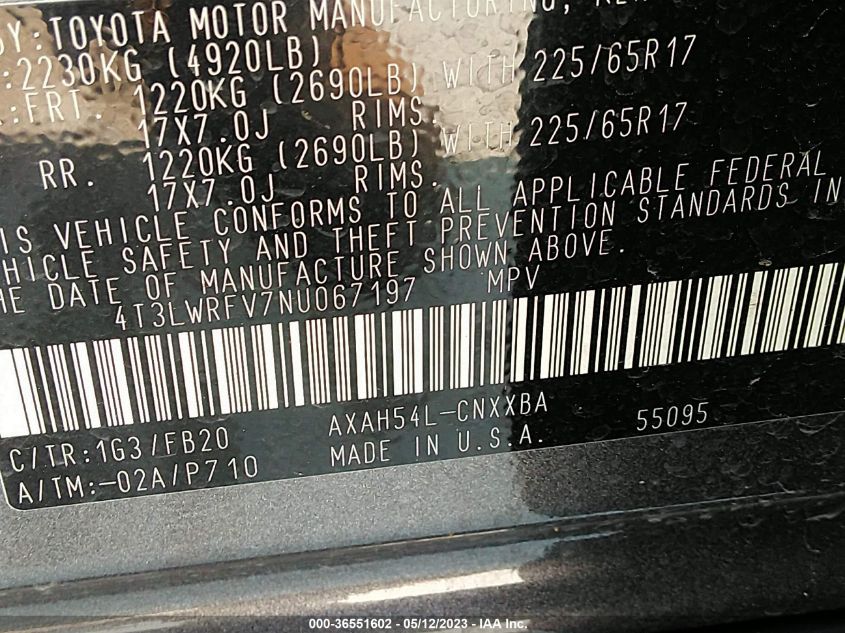 BY:TOYOTA MOTOR MANUFACTURING,
:2230KG (4920LB)
:FRT. 1220KG (2690LB) WITH 225/65R17
17X7.0J RIMS.
RR. 1220KG (2690LB) WITH 225/65R17
17X7.0J RIMS.
IS VEHICLE CONFORMS TO ALL APPLICABLE FEDERAL
HICLE SAFETY AND THEFT PREVENTION STANDARDS IN
HE DATE OF MANUFACTURE SHOWN ABOVE.
4T3LWRFV7NU067197 MPV
AXAH54L-CNXXBA 55095
C/TR:1G3/FB20 MADE IN U.S.A.
A/TM:-02A/P710
000-36551602 - 05/12/2023 - IAA Inc.